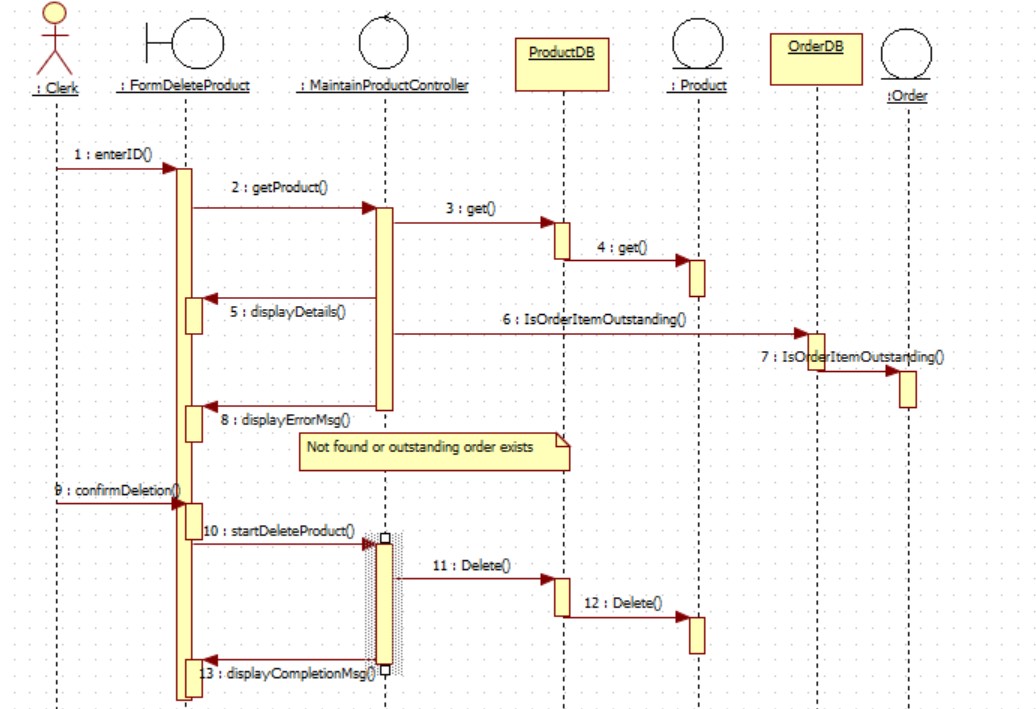 ProductDB
OrderDB
: Clerk
: FormDeleteProduct
: MaintainProductController
: Product
:Order
1 : enterID()
2 : getProduct()
3 : get()
4 : get()
5 : displayDetails()
6 : IsOrderItemOutstanding()
7 : IsOrderItemOutstanding()
8 : displayErrorMsg()
Not found or outstanding order exists
9 : confirmDeletion()
10 : startDeleteProduct()
11 : Delete()
12 : Delete()
13 : displayCompletionMsg()